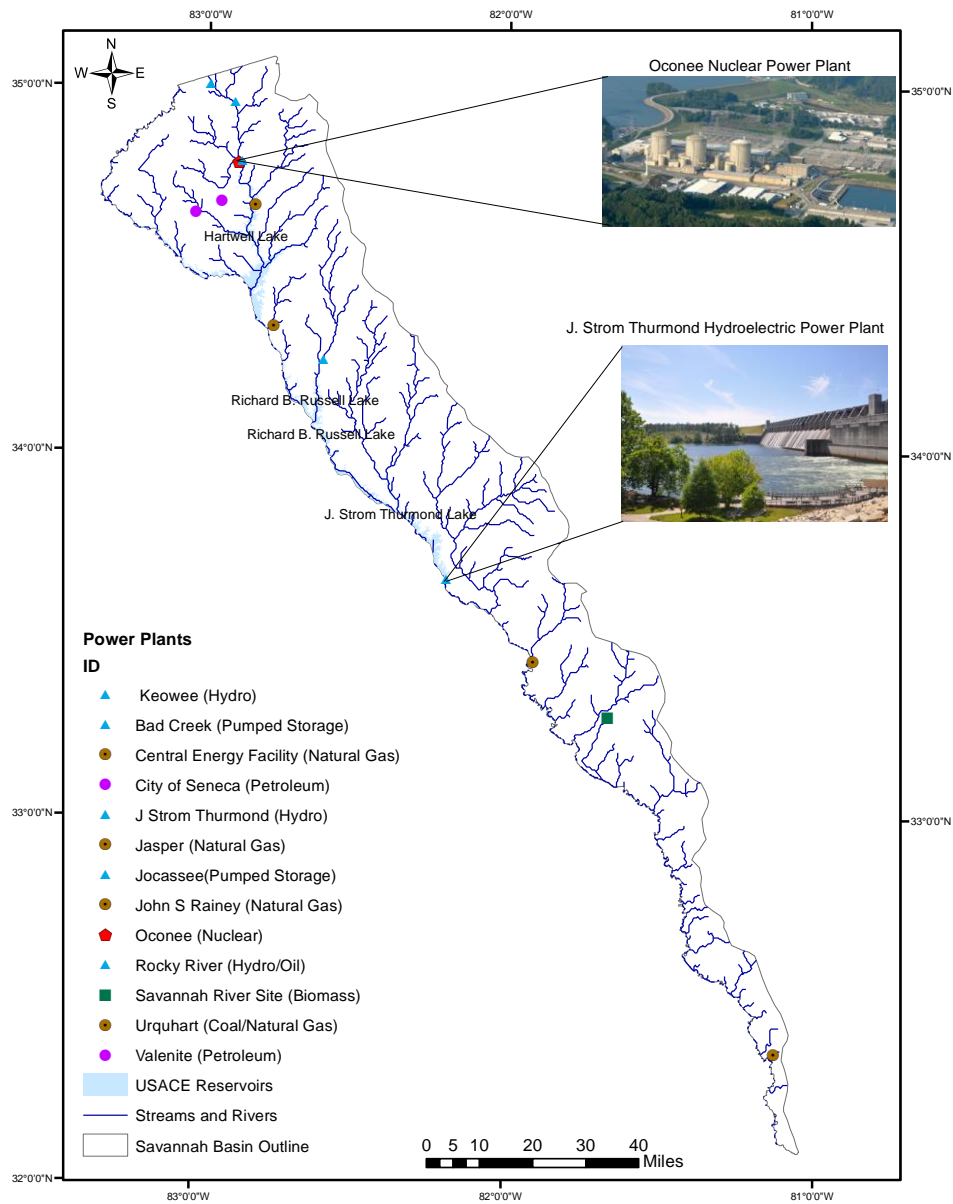 83°0'0"W
82°0'0"W
81°0'0"W
N
W
E
S
35°0'0"N
35°0'0"N
Oconee Nuclear Power Plant
Hartwell Lake
J. Strom Thurmond Hydroelectric Power Plant
Richard B. Russell Lake
Richard B. Russell Lake
34°0'0"N
34°0'0"N
J. Strom Thurmond Lake
Power Plants
ID
Keowee (Hydro)
Bad Creek (Pumped Storage)
Central Energy Facility (Natural Gas)
City of Seneca (Petroleum)
J Strom Thurmond (Hydro)
33°0'0"N
33°0'0"N
Jasper (Natural Gas)
Jocassee(Pumped Storage)
John S Rainey (Natural Gas)
Oconee (Nuclear)
Rocky River (Hydro/Oil)
Savannah River Site (Biomass)
Urquhart (Coal/Natural Gas)
Valenite (Petroleum)
USACE Reservoirs
Streams and Rivers
Savannah Basin Outline
0 5 10 20 30 40
Miles
32°0'0"N
32°0'0"N
83°0'0"W
82°0'0"W
81°0'0"W